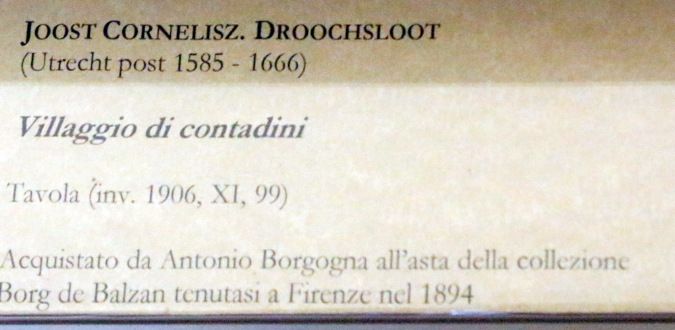 JOOST CORNELISZ. DROOCHSLOOT
(Utrecht post 1585 - 1666)
Villaggio di contadini
Tavola (inv. 1906, XI, 99)
Acquistato da Antonio Borgogna all'asta della collezione
Borg de Balzan tenutasi a Firenze nel 1894